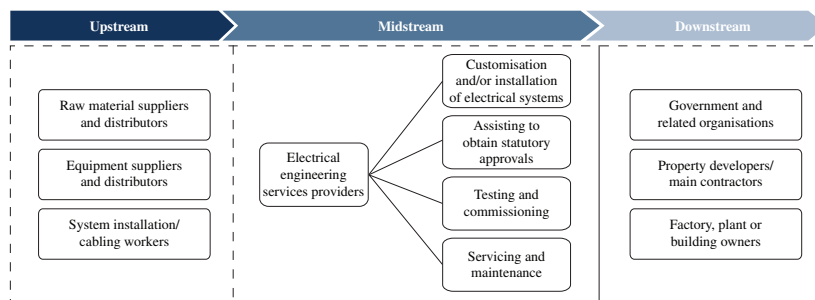 Upstream
Midstream
Downstream
Raw material suppliers
and distributors
Equipment suppliers
and distributors
System installation/
cabling workers
Electrical
engineering
services providers
Customisation
and/or installation
of electrical systems
Assisting to
obtain statutory
approvals
Testing and
commissioning
Servicing and
maintenance
Government and
related organisations
Property developers/
main contractors
Factory, plant or
building owners